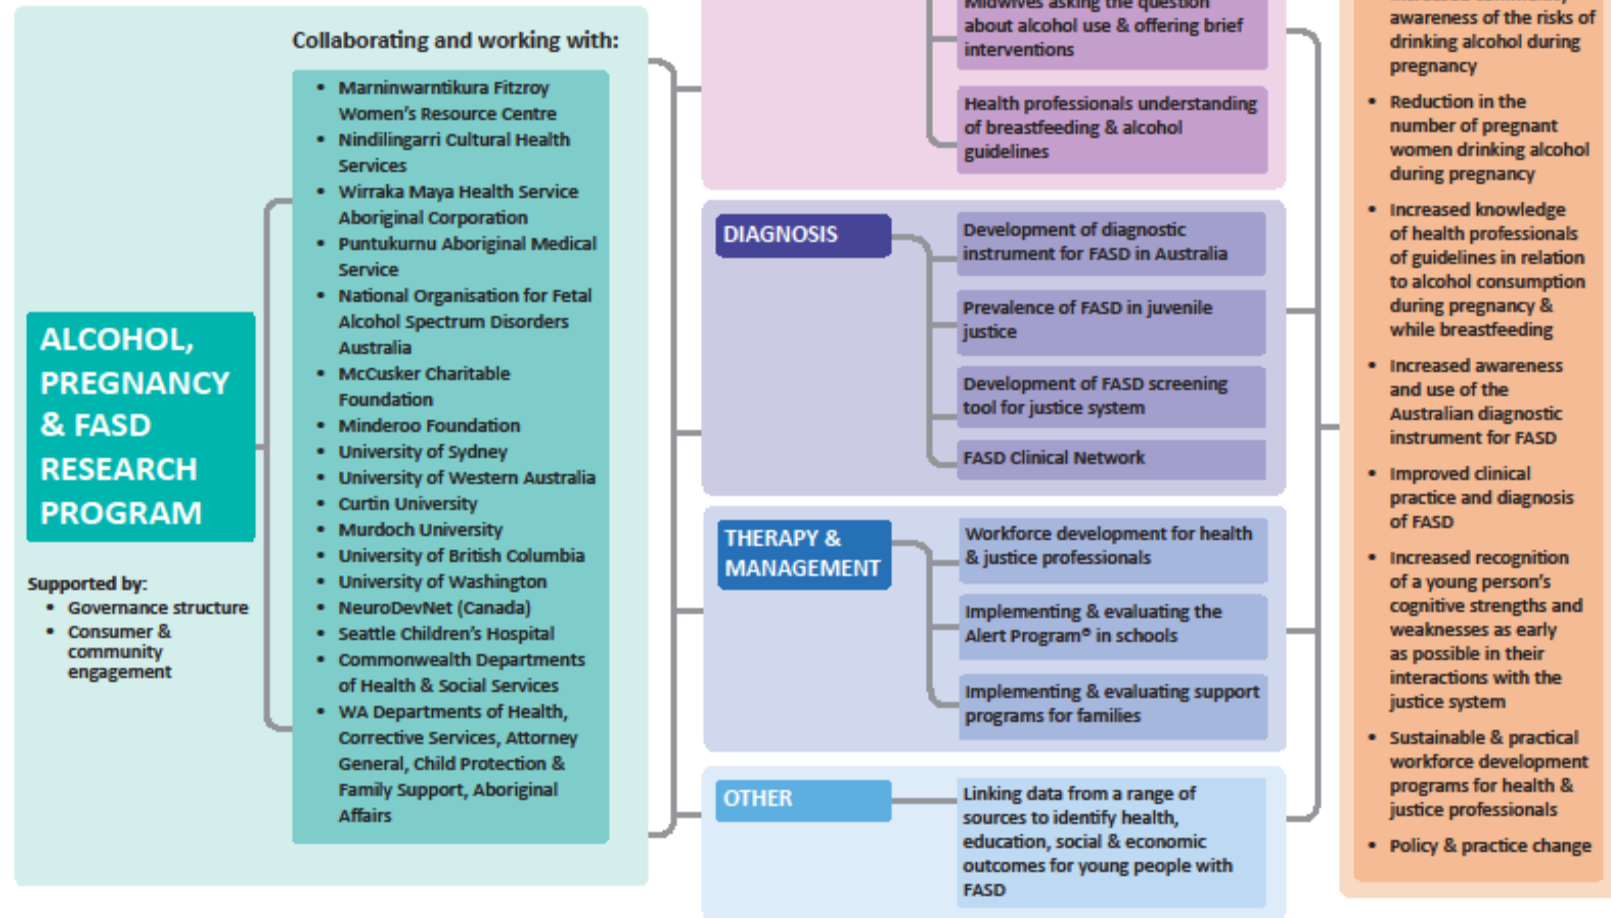 ALCOHOL,
PREGNANCY
& FASD
RESEARCH
PROGRAM
Supported by:
• Governance structure
• Consumer &
community
engagement
Collaborating and working with:
• Marninwarntikura Fitzroy
Women's Resource Centre
• Nindilingarri Cultural Health
Services
• Wirraka Maya Health Service
Aboriginal Corporation
• Puntukurnu Aboriginal Medical
Service
• National Organisation for Fetal
Alcohol Spectrum Disorders
Australia
• McCusker Charitable
Foundation
• Minderoo Foundation
• University of Sydney
• University of Western Australia
• Curtin University
• Murdoch University
• University of British Columbia
• University of Washington
• NeuroDevNet (Canada)
• Seattle Children's Hospital
• Commonwealth Departments
of Health & Social Services
• WA Departments of Health,
Corrective Services, Attorney
General, Child Protection &
Family Support, Aboriginal
Affairs
Midwives asking the question
about alcohol use & offering brief
interventions
Health professionals understanding
of breastfeeding & alcohol
guidelines
DIAGNOSIS
Development of diagnostic
instrument for FASD in Australia
Prevalence of FASD in juvenile
justice
Development of FASD screening
tool for justice system
FASD Clinical Network
THERAPY &
MANAGEMENT
Workforce development for health
& justice professionals
Implementing & evaluating the
Alert Program® in schools
Implementing & evaluating support
programs for families
OTHER
Linking data from a range of
sources to identify health,
education, social & economic
outcomes for young people with
FASD
awareness of the risks of
drinking alcohol during
pregnancy
• Reduction in the
number of pregnant
women drinking alcohol
during pregnancy
• Increased knowledge
of health professionals
of guidelines in relation
to alcohol consumption
during pregnancy &
while breastfeeding
• Increased awareness
and use of the
Australian diagnostic
instrument for FASD
• Improved clinical
practice and diagnosis
of FASD
• Increased recognition
of a young person's
cognitive strengths and
weaknesses as early
as possible in their
interactions with the
justice system
• Sustainable & practical
workforce development
programs for health &
justice professionals
• Policy & practice change